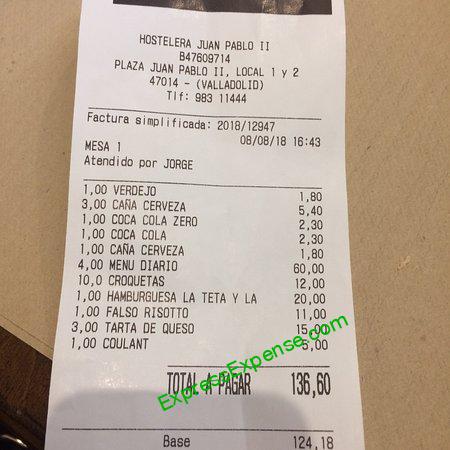 HOSTELERA JUAN PABLO II
B47609714
PLAZA JUAN PABLO II, LOCAL 1 y 2
47014 - (VALLADOLID)
Tlf: 983 11444
Factura simplificada: 2018/12947
08/08/18 16:43
MESA 1
Atendido por JORGE
1,00 VERDEJO 1,80
3,00 CAÑA CERVEZA 5,40
1,00 COCA COLA ZERO 2,30
1,00 COCA COLA 2,30
1,00 CAÑA CERVEZA 1,80
4,00 MENU DIARIO 60,00
10,0 CROQUETAS 12,00
1,00 HAMBURGUESA LA TETA Y LA 20,00
1,00 FALSO RISOTTO 11,00
3,00 TARTA DE QUESO 15,00
1,00 COULANT 5,00
TOTAL A PAGAR 136,60
Base 124,18
ExpressExpense.com